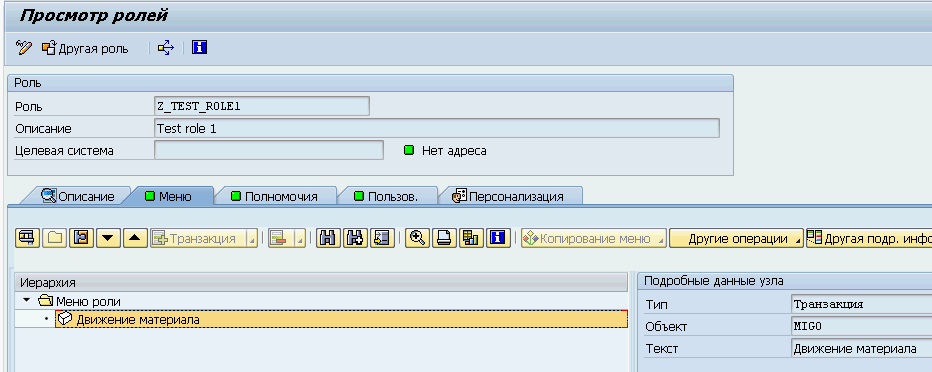 Просмотр ролей
Другая роль
Роль
Роль Z_TEST_ROLE1
Описание Test role 1
Целевая система Нет адреса
Описание Меню Полномочия Пользов. Персонализация
Транзакция Копирование меню Другие операции Другая подр. инфо
Иерархия
Меню роли
Движение материала
Подробные данные узла
Тип Транзакция
Объект MIGO
Текст Движение материала